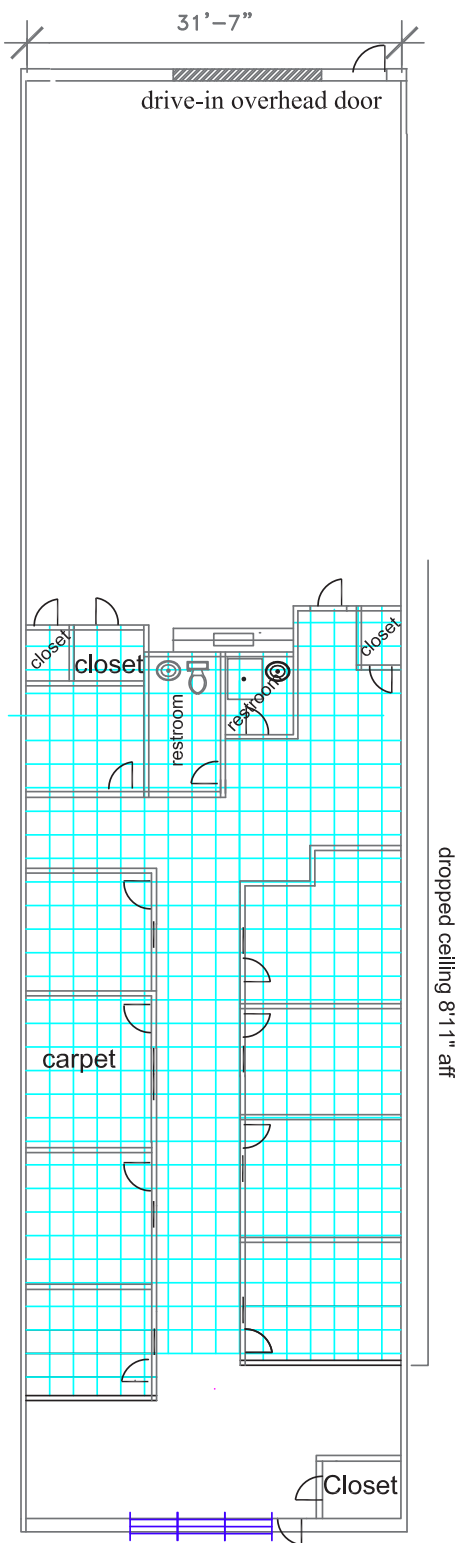 31'-7"
drive-in overhead door
closet
closet
closet
restroom
restroom
dropped ceiling 8'11" aff
carpet
Closet